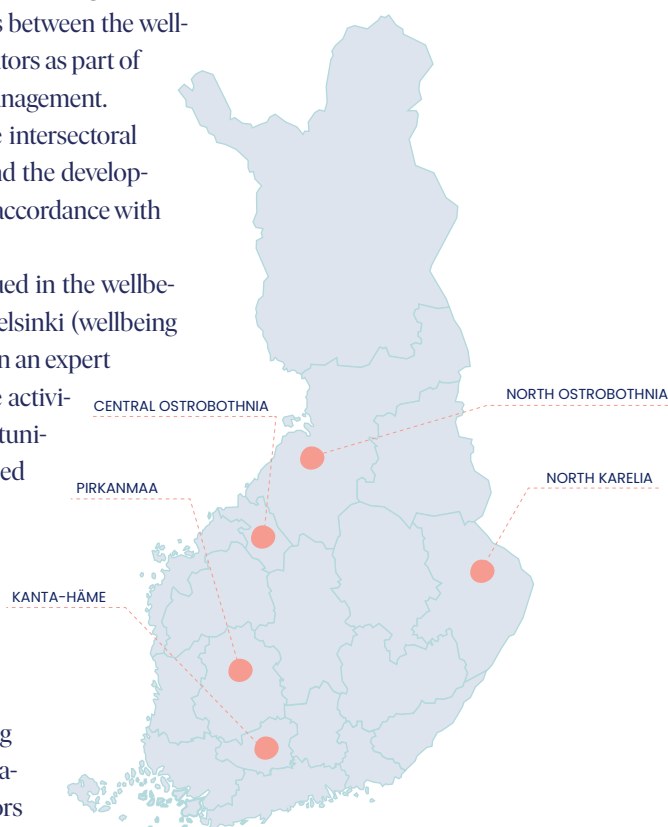 s between the well-
tors as part of
nagement.
intersectoral
nd the develop-
accordance with
ued in the wellbe-
elsinki (wellbeing
n an expert
e activi-
tuni-
ed
CENTRAL OSTROBOTHNIA
NORTH OSTROBOTHNIA
PIRKANMAA
NORTH KARELIA
KANTA-HÄME
g
a-
ors